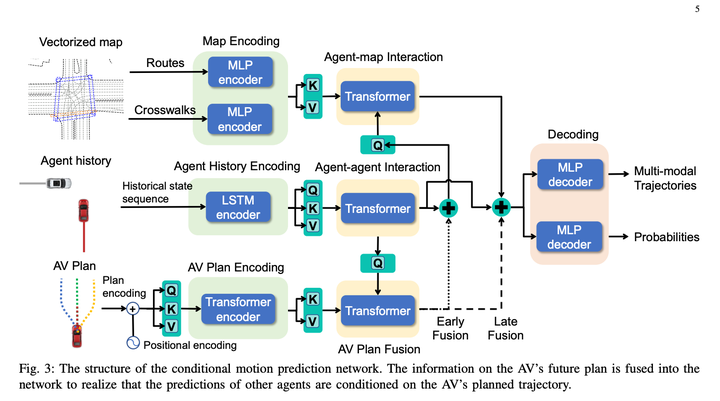 5
Vectorized map
Map Encoding
Agent-map Interaction
Routes
MLP
encoder
K
V
Transformer
Crosswalks
MLP
encoder
Q
Decoding
Agent history
Agent History Encoding
Agent-agent Interaction
MLP
decoder
Multi-modal
Trajectories
Historical state
sequence
LSTM
encoder
Q
K
V
Transformer
MLP
decoder
Probabilities
Q
AV Plan
AV Plan Encoding
Plan
encoding
Q
K
V
Transformer
encoder
K
V
Transformer
Early
Fusion
Late
Fusion
Positional encoding
AV Plan Fusion
Fig. 3: The structure of the conditional motion prediction network. The information on the AV's future plan is fused into the
network to realize that the predictions of other agents are conditioned on the AV's planned trajectory.